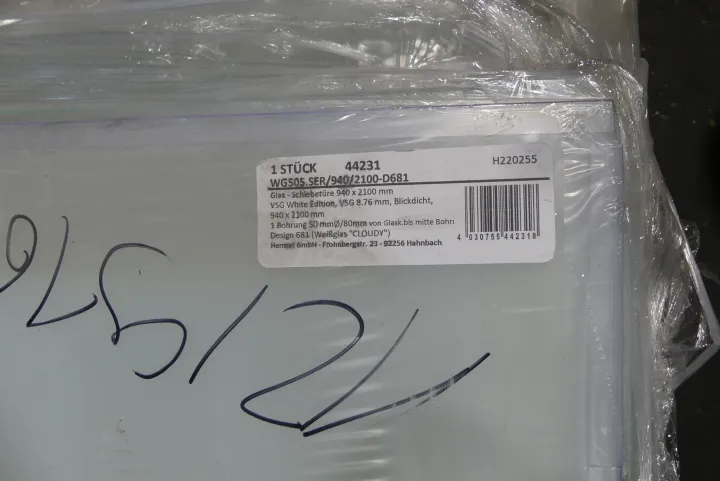 1 STÜCK 44231 H220255
WG505.SER/940/2100-D681
Glas - Schiebetüre 940 x 2100 mm
VSG White Edition, VSG 8.76 mm, Blickdicht,
940 x 2100 mm
1 Bohrung 50 mmØ/80mm von Glask.bis mitte Bohr
Design 681 (Weißglas "CLOUDY")
Hermat GmbH - Frohnbergstr. 23 - 92256 Hahnbach
4 030755 442318